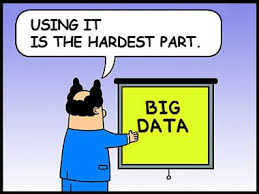 USING IT
IS THE HARDEST PART.
BIG
DATA